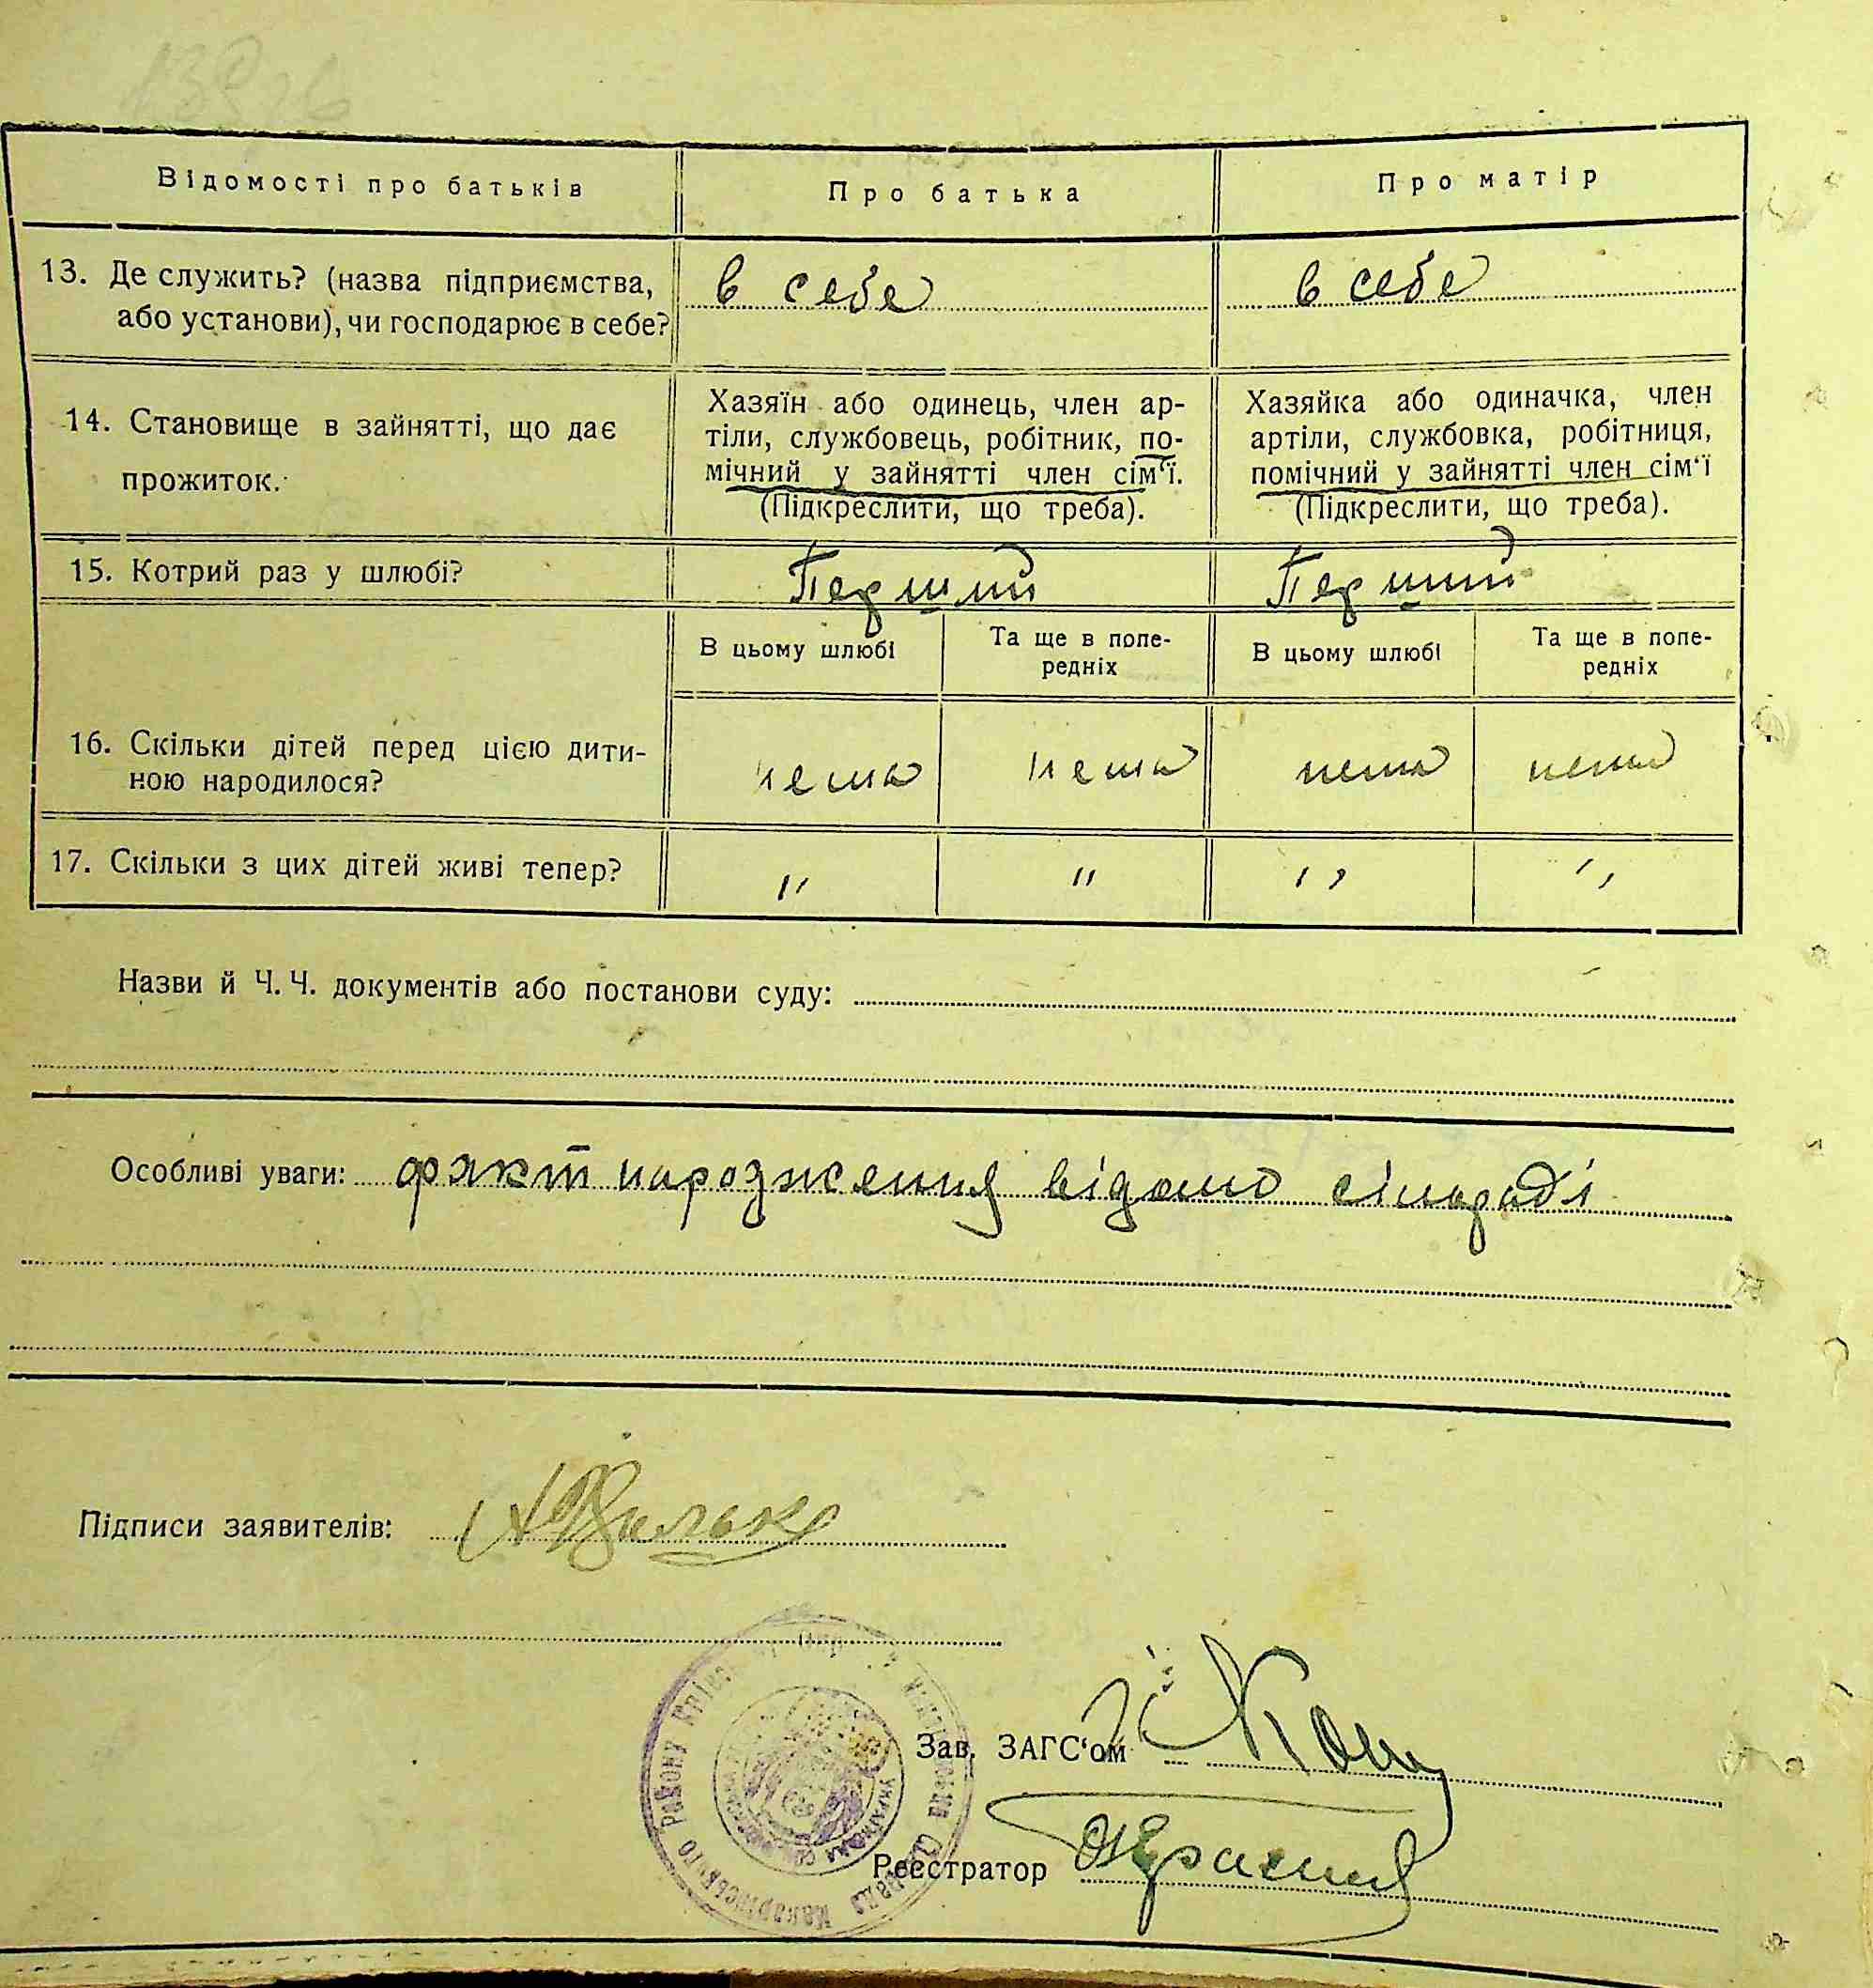 Відомості про батьків
Про батька
Про матір
13. Де служить? (назва підприємства, або установи), чи господарює в себе?
в себе
в себе
14. Становище в зайнятті, що дає прожиток.
Хазяїн або одинець, член ар-
тіли, службовець, робітник, по-
мічний у зайнятті член сім'ї.
(Підкреслити, що треба).
Хазяйка або одиначка, член
артіли, службовка, робітниця,
помічний у зайнятті член сім'ї
(Підкреслити, що треба).
15. Котрий раз у шлюбі?
Перший
Перший
В цьому шлюбі
Та ще в попе-
редніх
В цьому шлюбі
Та ще в попе-
редніх
16. Скільки дітей перед цією дити-
ною народилося?
нема
нема
нема
нема
17. Скільки з цих дітей живі тепер?
"
"
"
"
Назви й Ч. Ч. документів або постанови суду:
Особливі уваги: факт народження відомо сільраді
Підписи заявителів:
Зав. ЗАГС'ом
Реєстратор